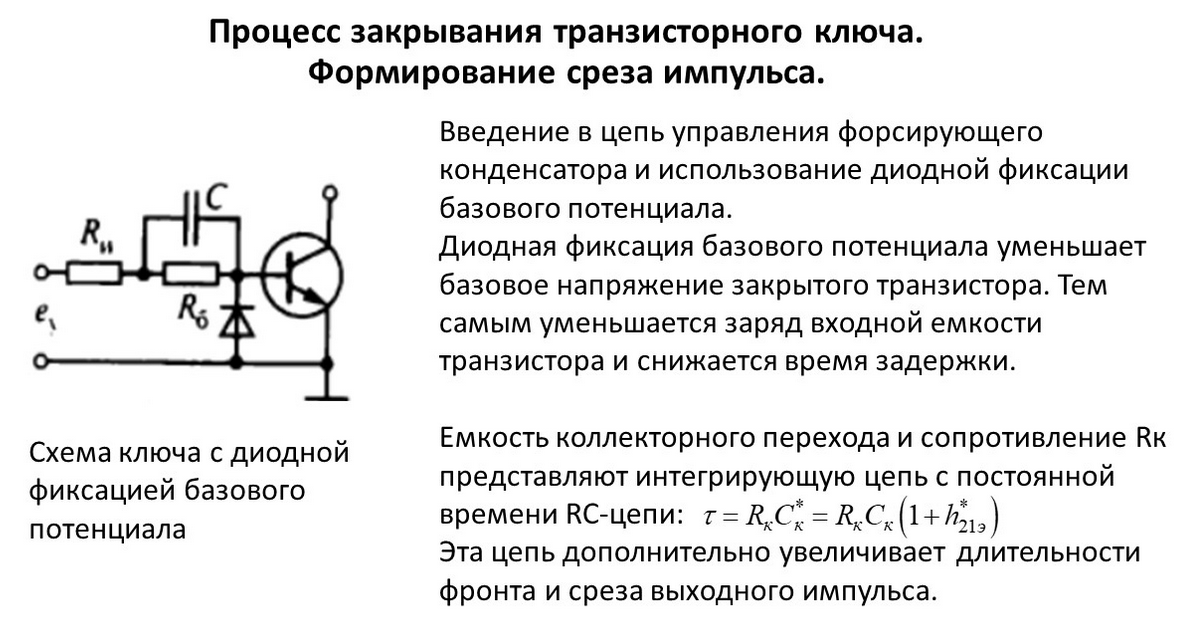 Процесс закрывания транзисторного ключа.
Формирование среза импульса.
Введение в цепь управления форсирующего
конденсатора и использование диодной фиксации
базового потенциала.
Диодная фиксация базового потенциала уменьшает
базовое напряжение закрытого транзистора. Тем
самым уменьшается заряд входной емкости
транзистора и снижается время задержки.
C
Rи
Rб
e
Схема ключа с диодной
фиксацией базового
потенциала
Емкость коллекторного перехода и сопротивление Rк
представляют интегрирующую цепь с постоянной
времени RC-цепи: τ = RкCк* = RкCк(1+h21э*)
Эта цепь дополнительно увеличивает длительности
фронта и среза выходного импульса.